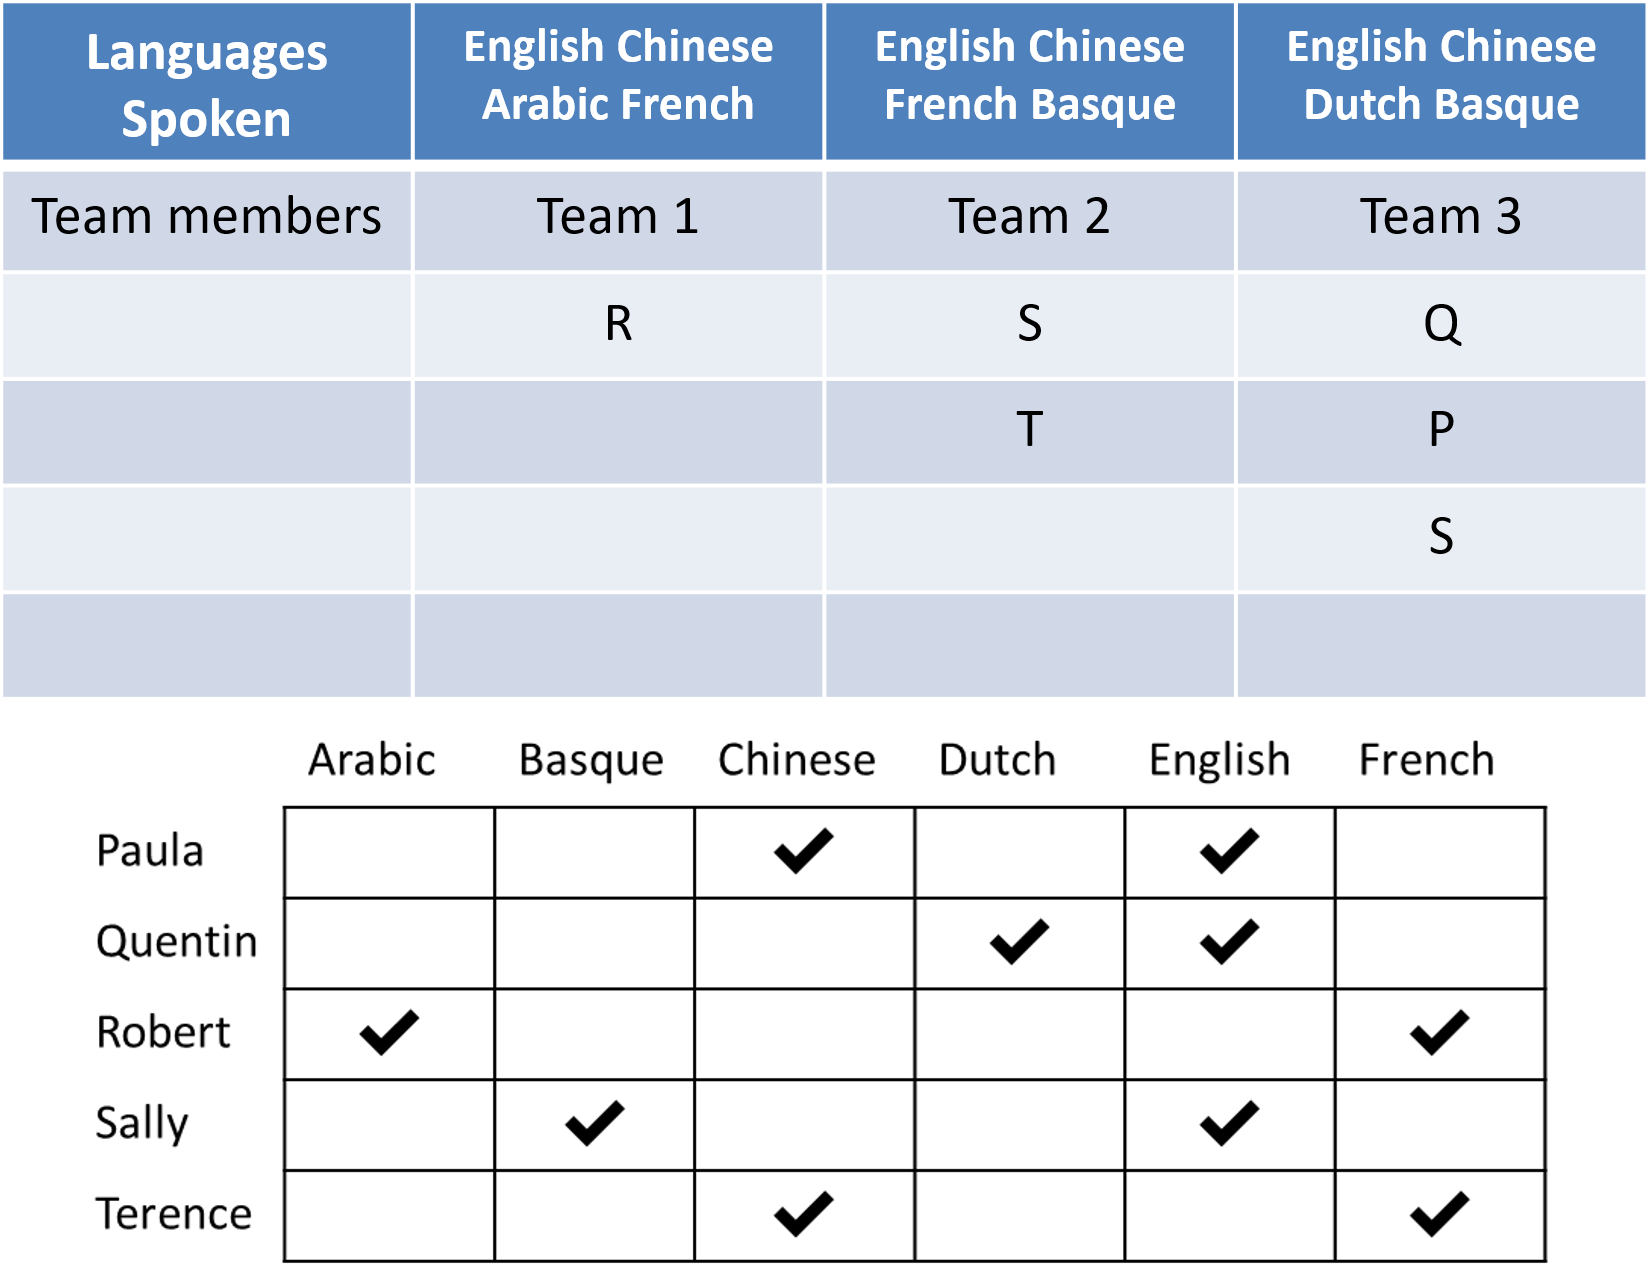 Languages Spoken
English Chinese Arabic French
English Chinese French Basque
English Chinese Dutch Basque
Team members Team 1 Team 2 Team 3
R S Q
T P
S
Arabic Basque Chinese Dutch English French
Paula ✔ ✔
Quentin ✔ ✔
Robert ✔ ✔
Sally ✔ ✔
Terence ✔ ✔